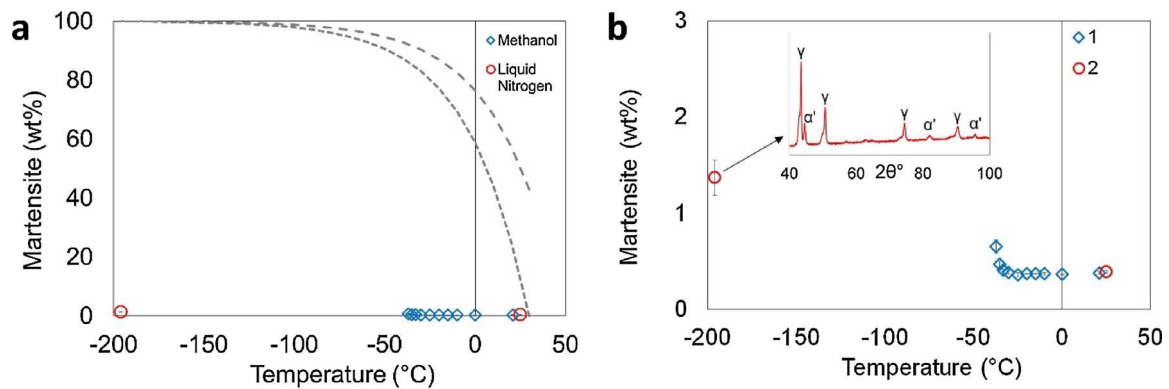 a
100
80
60
40
20
0
Martensite (wt%)
Methanol
Liquid
Nitrogen
-200
-150
-100
-50
0
50
Temperature (°C)
b
3
2
1
0
Martensite (wt%)
1
2
γ
α'
γ
γ
α'
γ
α'
40
60
2θ°
80
100
-200
-150
-100
-50
0
50
Temperature (°C)